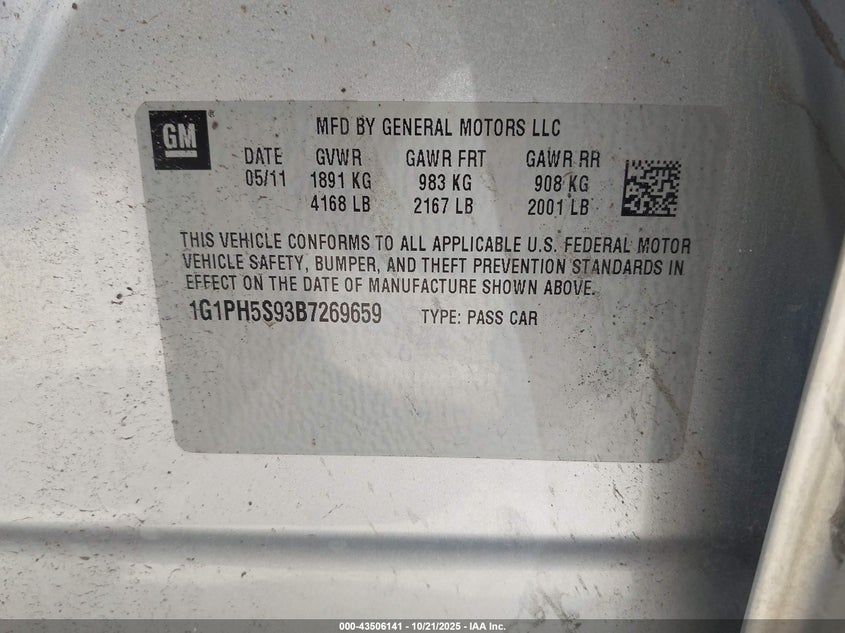 GM
®
MFD BY GENERAL MOTORS LLC
DATE GVWR GAWR FRT GAWR RR
05/11 1891 KG 983 KG 908 KG
4168 LB 2167 LB 2001 LB
THIS VEHICLE CONFORMS TO ALL APPLICABLE U.S. FEDERAL MOTOR
VEHICLE SAFETY, BUMPER, AND THEFT PREVENTION STANDARDS IN
EFFECT ON THE DATE OF MANUFACTURE SHOWN ABOVE.
1G1PH5S93B7269659 TYPE: PASS CAR
000-43506141 - 10/21/2025 - IAA Inc.